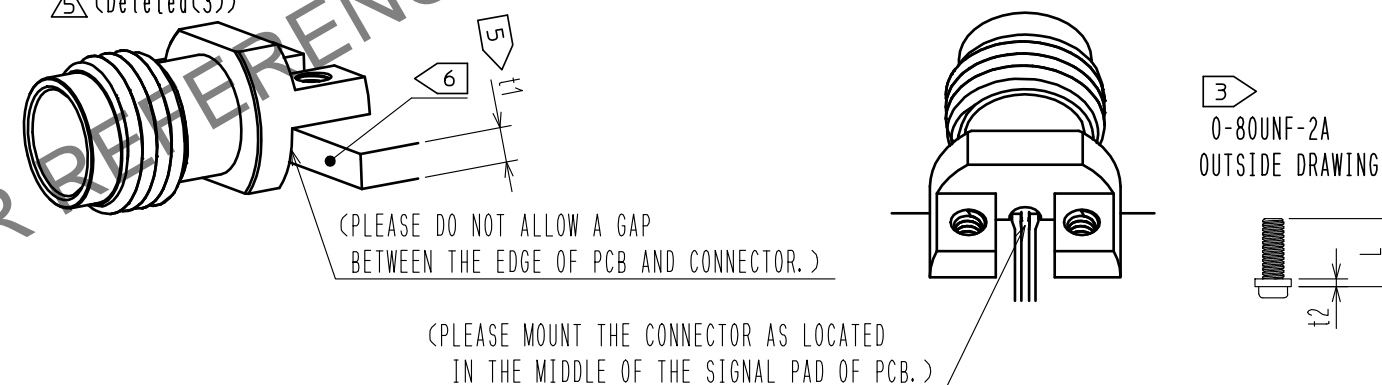 5 (Deleted(3))
5
t1
6
3
0-80UNF-2A
OUTSIDE DRAWING
(PLEASE DO NOT ALLOW A GAP
BETWEEN THE EDGE OF PCB AND CONNECTOR.)
L
t2
(PLEASE MOUNT THE CONNECTOR AS LOCATED
IN THE MIDDLE OF THE SIGNAL PAD OF PCB.)
R REFERENC